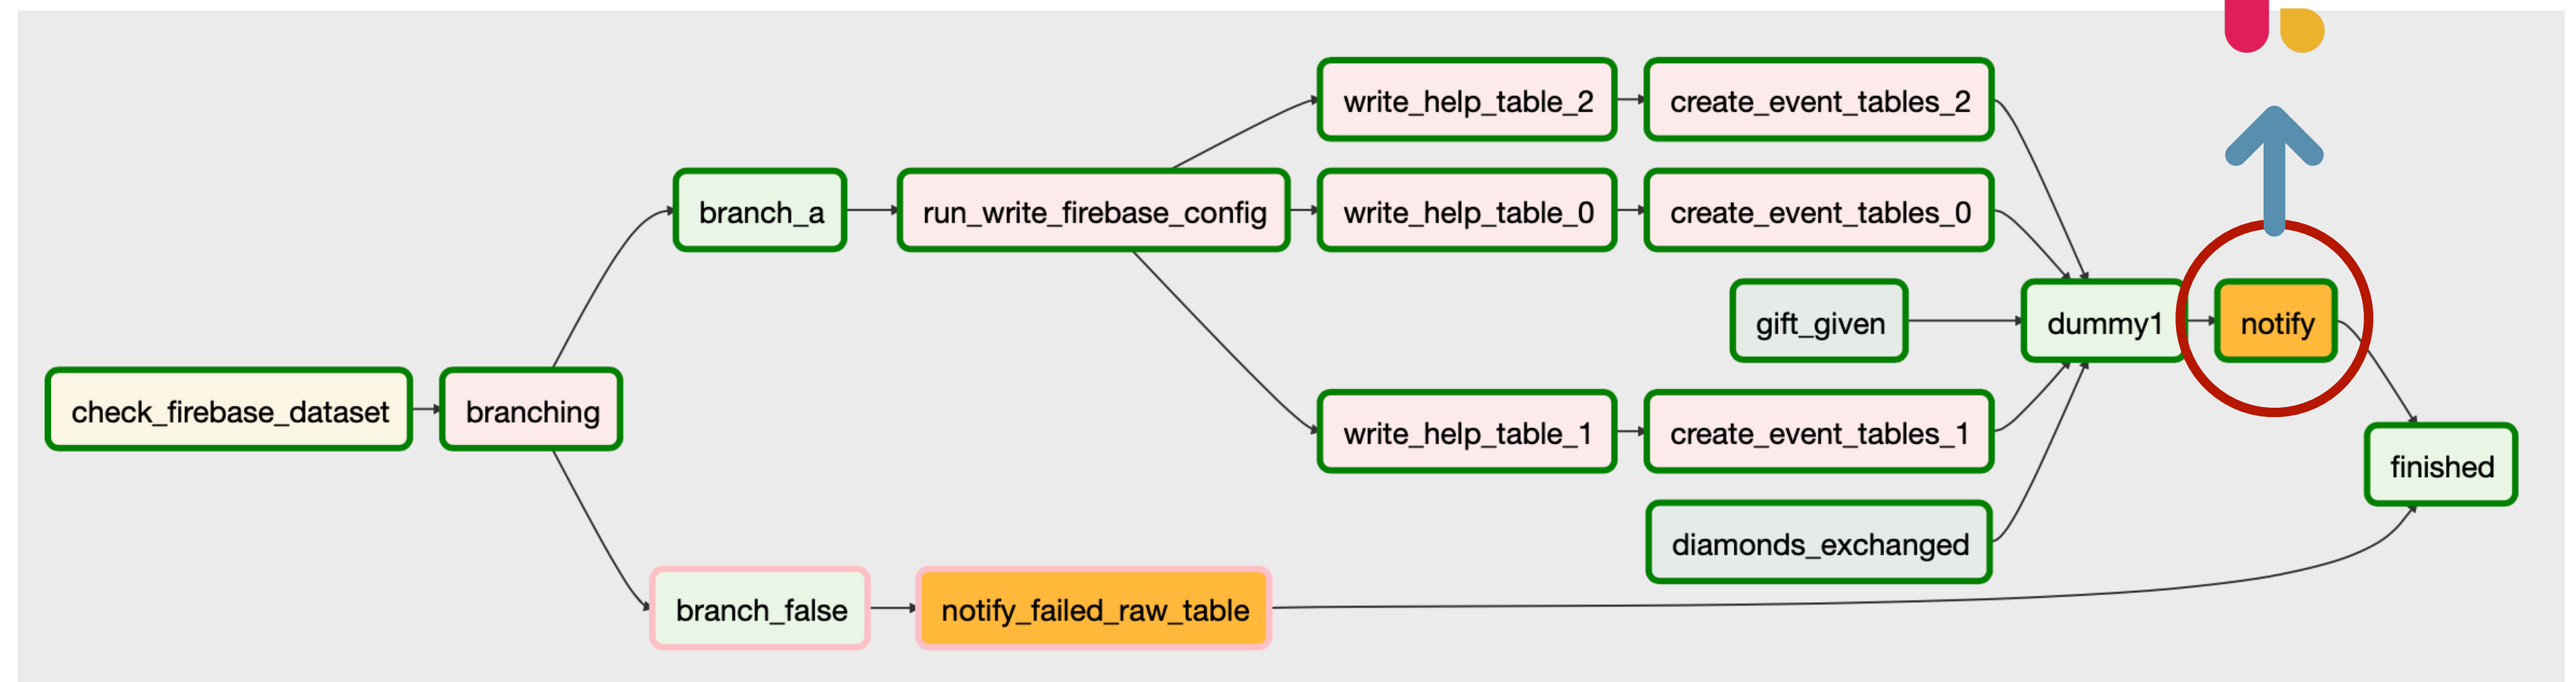 write_help_table_2
create_event_tables_2
branch_a
run_write_firebase_config
write_help_table_0
create_event_tables_0
gift_given
dummy1
notify
check_firebase_dataset
branching
write_help_table_1
create_event_tables_1
finished
diamonds_exchanged
branch_false
notify_failed_raw_table